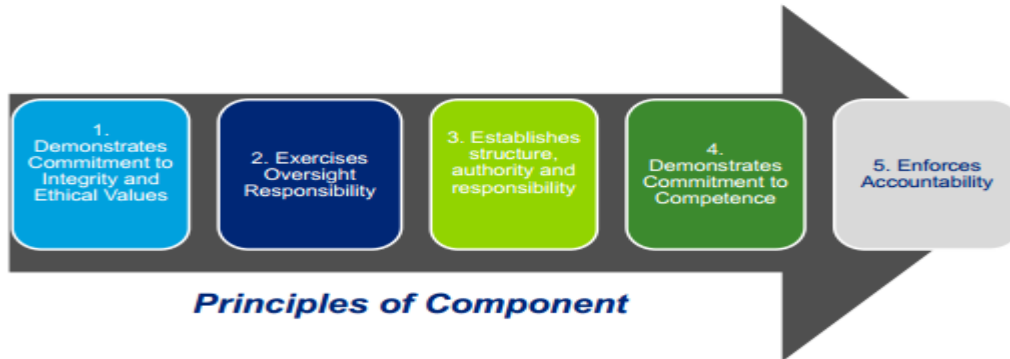 1.
Demonstrates
Commitment to
Integrity and
Ethical Values
2. Exercises
Oversight
Responsibility
3. Establishes
structure,
authority and
responsibility
4.
Demonstrates
Commitment to
Competence
5. Enforces
Accountability
Principles of Component